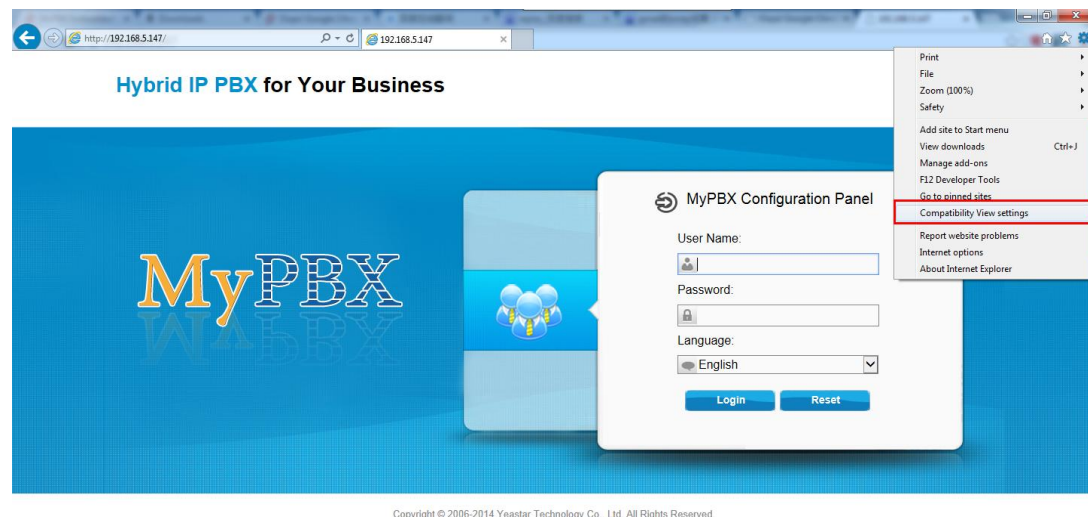 http://192.168.5.147/
192.168.5.147
Hybrid IP PBX for Your Business
Print
File
Zoom (100%)
Safety
Add site to Start menu
View downloads Ctrl+J
Manage add-ons
F12 Developer Tools
Go to pinned sites
Compatibility View settings
Report website problems
Internet options
About Internet Explorer
MyPBX
MyPBX Configuration Panel
User Name:
Password:
Language:
English
Login Reset
Copyright © 2006-2014 Yeastar Technology Co., Ltd. All Rights Reserved